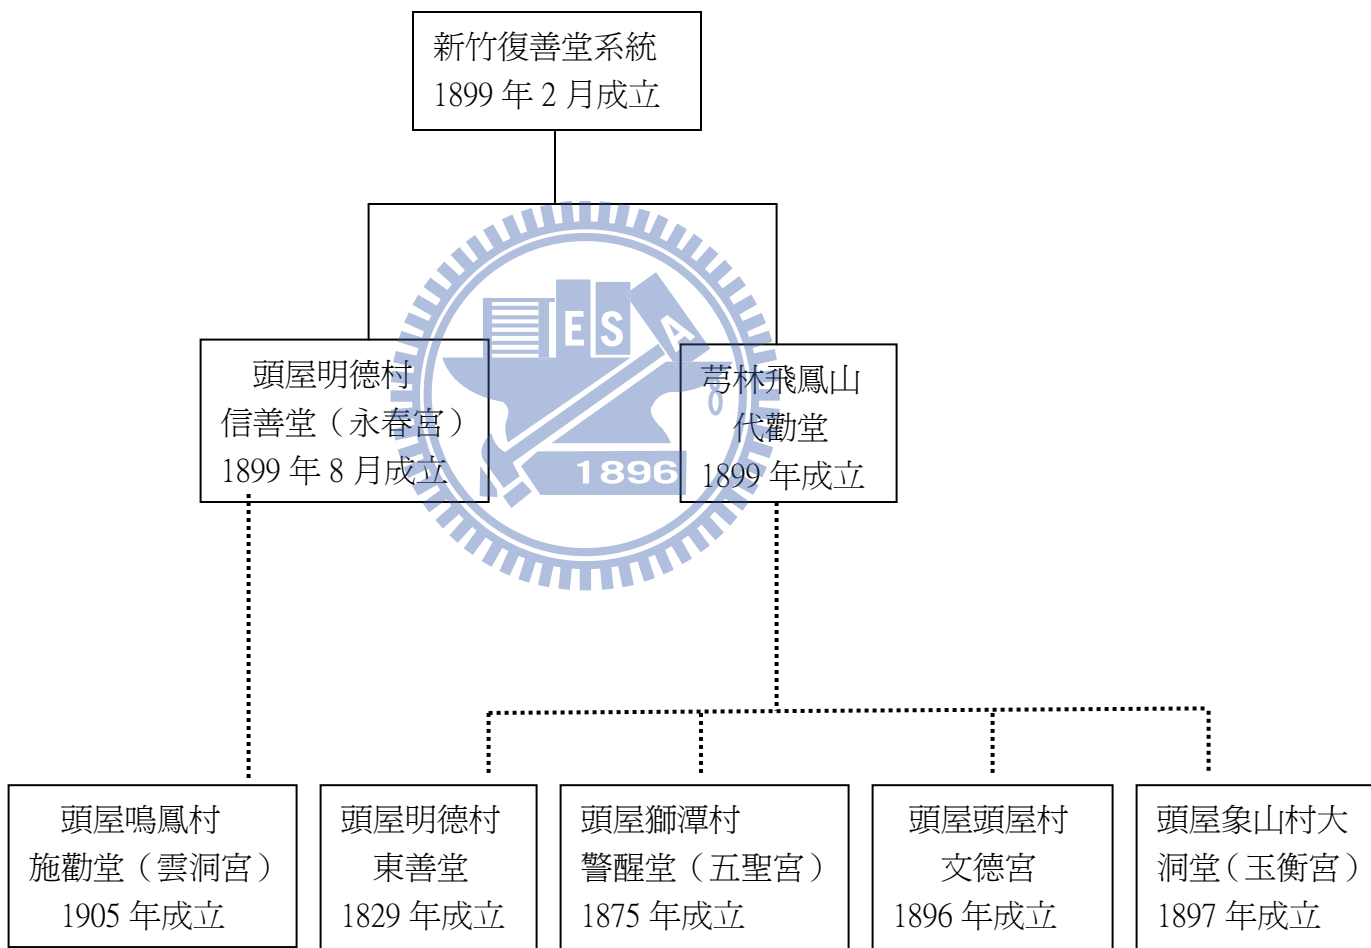 新竹復善堂系統
1899 年 2 月成立
頭屋明德村
信善堂（永春宮）
1899 年 8 月成立
芎林飛鳳山
代勸堂
1899 年成立
ES
A
1896
頭屋鳴鳳村
施勸堂（雲洞宮）
1905 年成立
頭屋明德村
東善堂
1829 年成立
頭屋獅潭村
警醒堂（五聖宮）
1875 年成立
頭屋頭屋村
文德宮
1896 年成立
頭屋象山村大
洞堂（玉衡宮）
1897 年成立